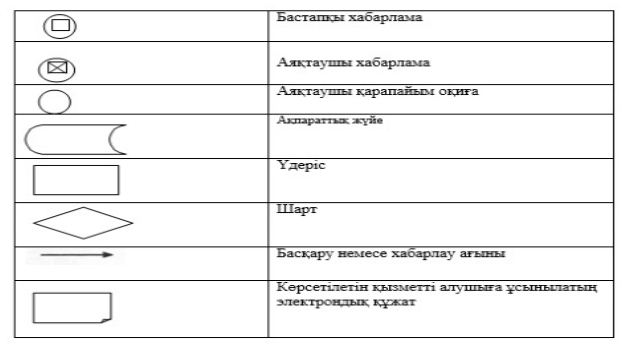 Бастапқы хабарлама
Аяқтаушы хабарлама
Аяқтаушы қарапайым оқиға
Ақпараттық жүйе
Үдеріс
Шарт
Басқару немесе хабарлау ағыны
Көрсетілетін қызметті алушыға ұсынылатың
электрондық құжат